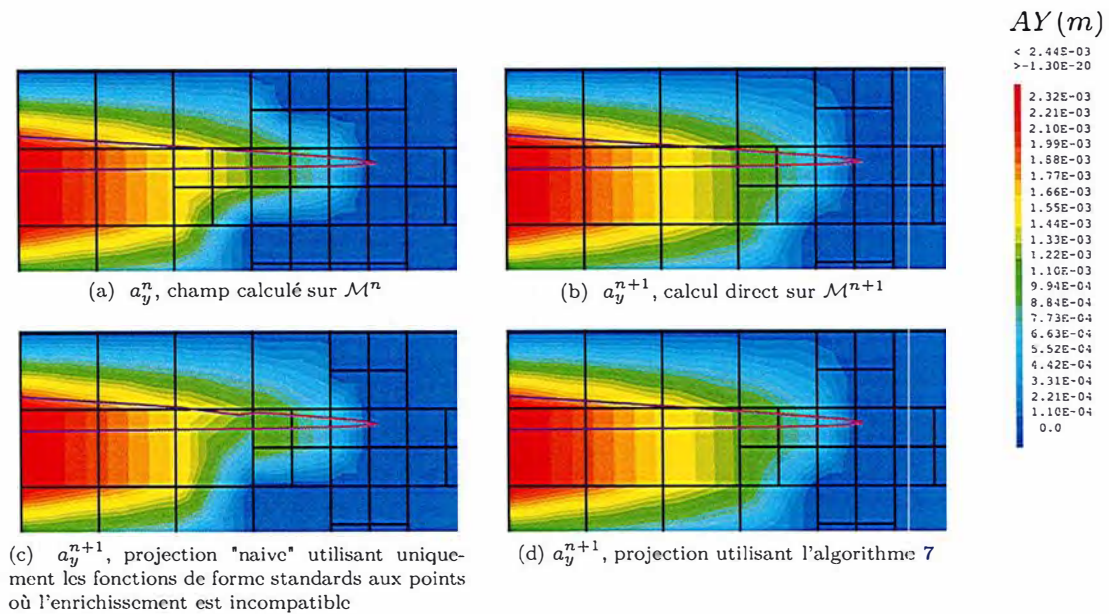 AY(m)
< 2.44E-03
>-1.30E-20
2.32E-03
2.21E-03
2.10E-03
1.99E-03
1.88E-03
1.77E-03
1.66E-03
1.55E-03
1.44E-03
1.33E-03
1.22E-03
1.10E-03
9.94E-04
8.84E-04
7.73E-04
6.63E-04
5.52E-04
4.42E-04
3.31E-04
2.21E-04
1.10E-04
0.0
(a) a_y^n, champ calculé sur M^n
(b) a_y^{n+1}, calcul direct sur M^{n+1}
(c) a_y^{n+1}, projection "naive" utilisant unique-
ment les fonctions de forme standards aux points
où l'enrichissement est incompatible
(d) a_y^{n+1}, projection utilisant l'algorithme 7